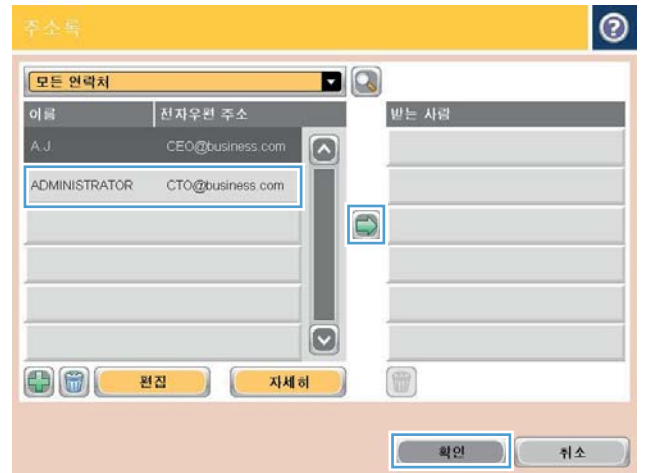 주소록
모든 연락처
이름 전자우편 주소 받는 사람
A.J CEO@business.com
ADMINISTRATOR CTO@business.com
편집 자세히
확인 취소